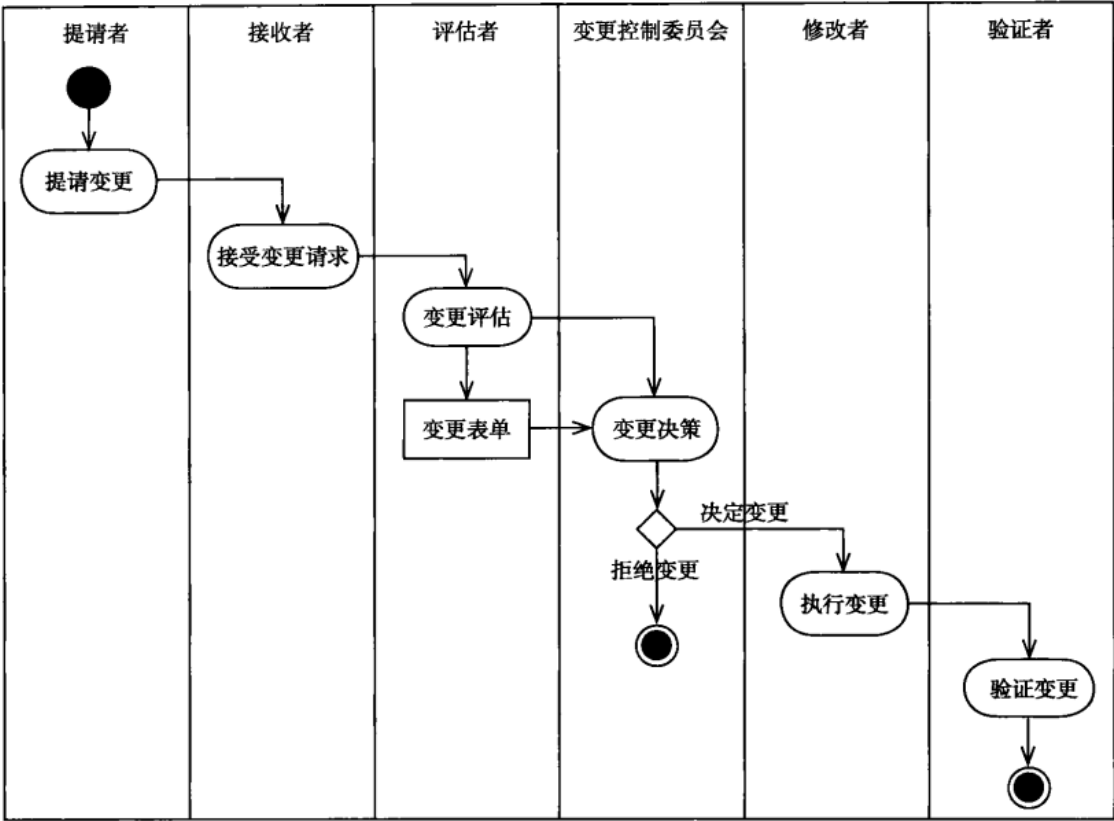 提请者
接收者
评估者
变更控制委员会
修改者
验证者
提请变更
接受变更请求
变更评估
变更表单
变更决策
决定变更
拒绝变更
执行变更
验证变更